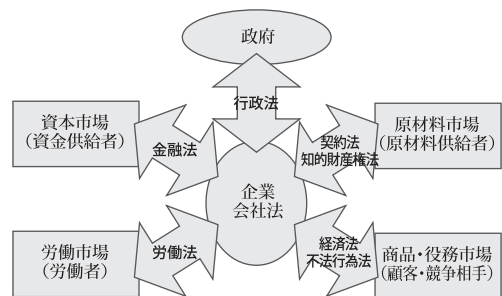 政府
行政法
資本市場
（資金供給者）
金融法
契約法
知的財産権法
原材料市場
（原材料供給者）
企業
会社法
労働市場
（労働者）
労働法
経済法
不法行為法
商品・役務市場
（顧客・競争相手）